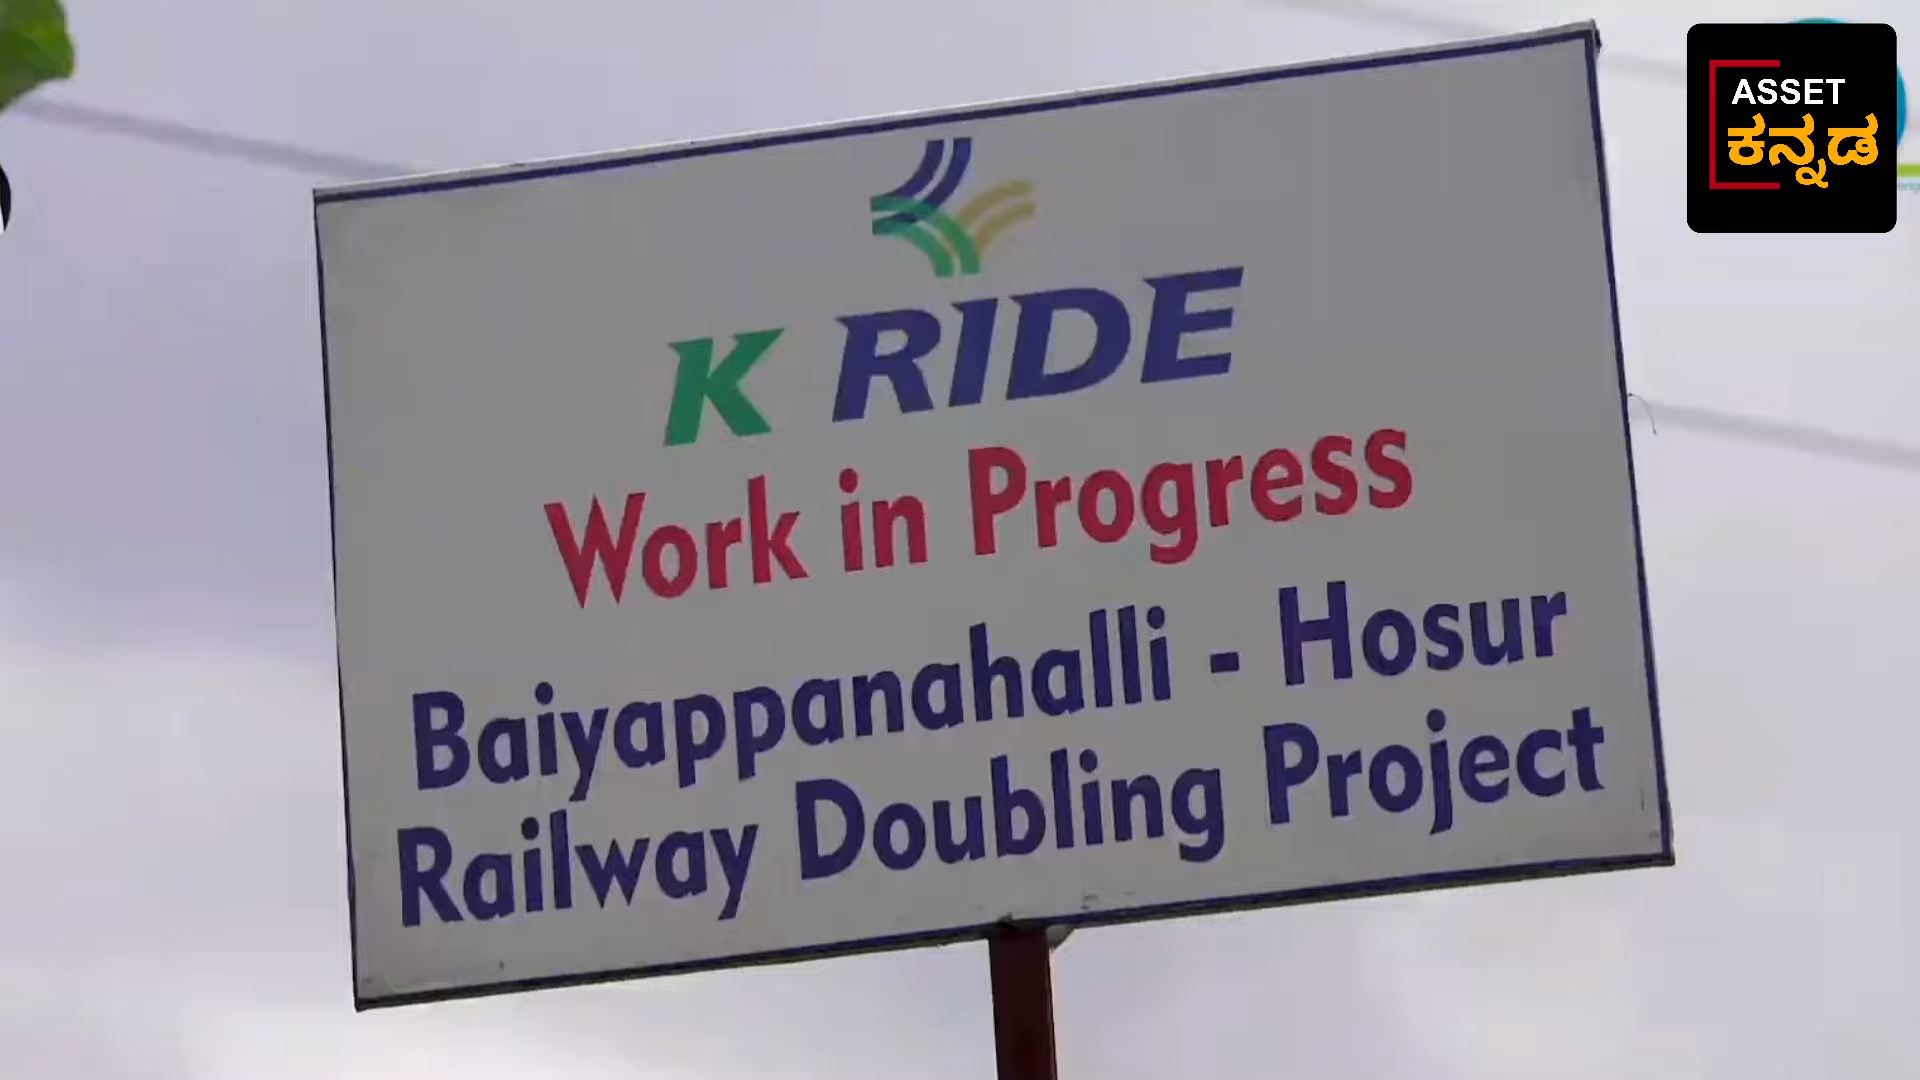 K RIDE
Work in Progress
Baiyappanahalli - Hosur
Railway Doubling Project
ASSET
ಕನ್ನಡ